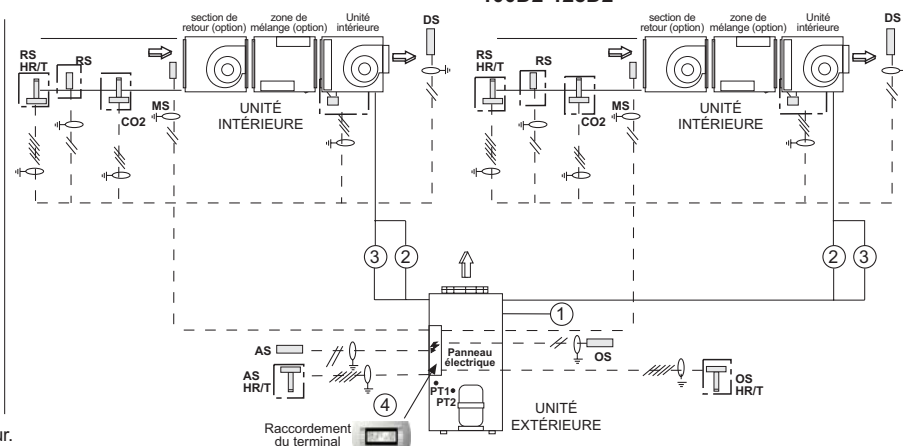 section de
retour (option)
zone de
mélange (option)
Unité
intérieure
DS
RS
HR/T
RS
CO2
MS
UNITÉ
INTÉRIEURE
section de
retour (option)
zone de
mélange (option)
Unité
intérieure
DS
RS
HR/T
RS
CO2
MS
UNITÉ
INTÉRIEURE
3
2
2
3
1
AS
Panneau
électrique
OS
AS
HR/T
PT1
PT2
OS
HR/T
4
UNITÉ
EXTÉRIEURE
Raccordement
du terminal
ur.